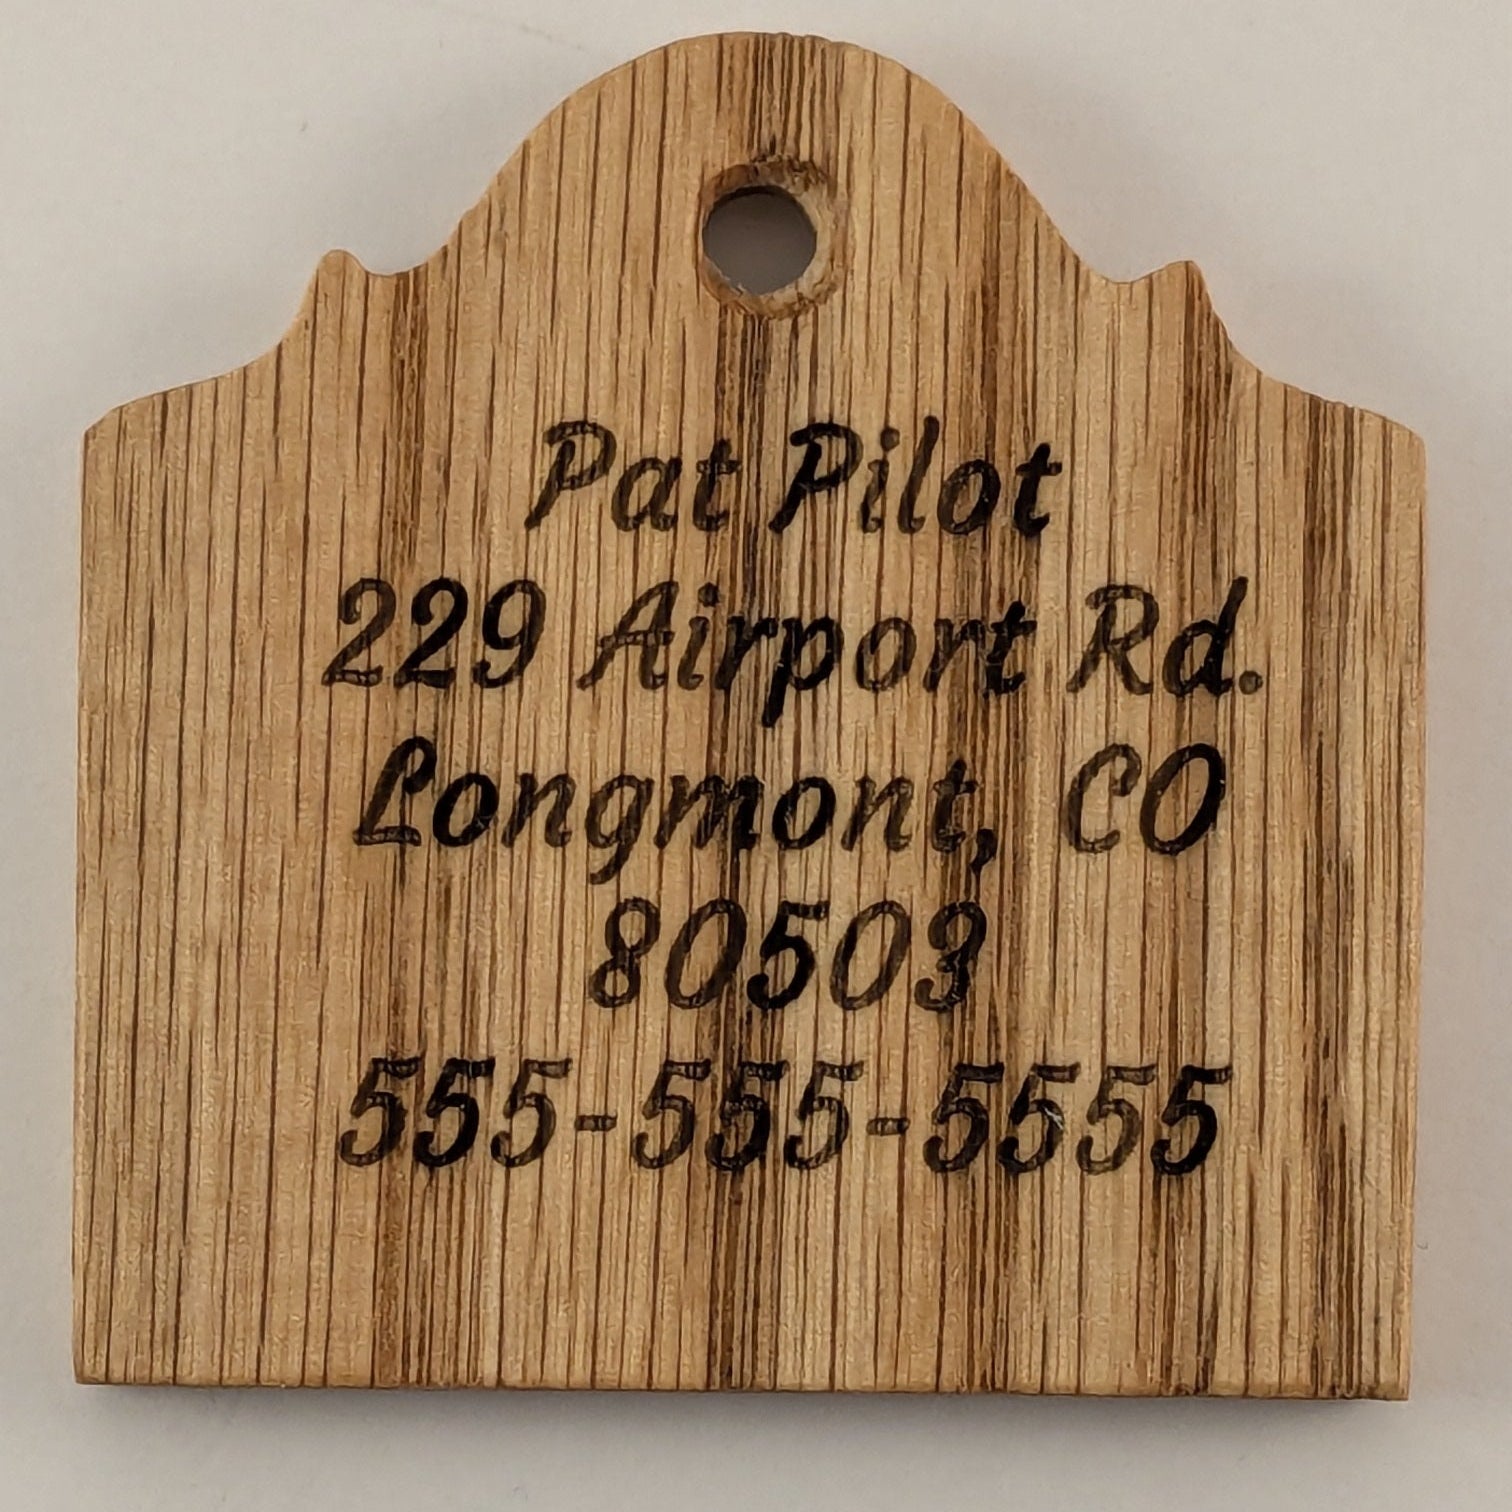 Pat Pilot
229 Airport Rd.
Longmont, CO
80503
555-555-5555